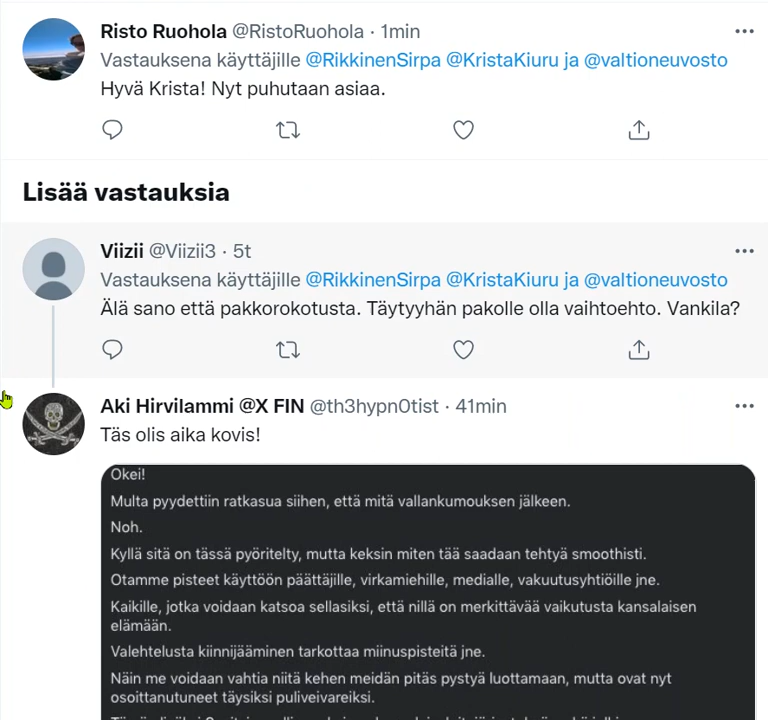 Risto Ruohola @RistoRuohola · 1min
Vastauksena käyttäjille @RikkinenSirpa @KristaKiuru ja @valtioneuvosto
Hyvä Krista! Nyt puhutaan asiaa.
Lisää vastauksia
Viizii @Viizii3 · 5t
Vastauksena käyttäjille @RikkinenSirpa @KristaKiuru ja @valtioneuvosto
Älä sano että pakkorokotusta. Täytyyhän pakolle olla vaihtoehto. Vankila?
Aki Hirvilammi @X FIN @th3hypn0tist · 41min
Täs olis aika kovis!
Okei!
Multa pyydettiin ratkasua siihen, että mitä vallankumouksen jälkeen.
Noh.
Kyllä sitä on tässä pyöritelty, mutta keksin miten tää saadaan tehtyä smoothisti.
Otamme pisteet käyttöön päättäjille, virkamiehille, medialle, vakuutusyhtiöille jne.
Kaikille, jotka voidaan katsoa sellasiksi, että nillä on merkittävää vaikutusta kansalaisen
elämään.
Valehtelusta kiinnijääminen tarkottaa miinuspisteitä jne.
Näin me voidaan vahtia niitä kehen meidän pitäs pystyä luottamaan, mutta ovat nyt
osoittanutuneet täysiksi puliveivareiksi.